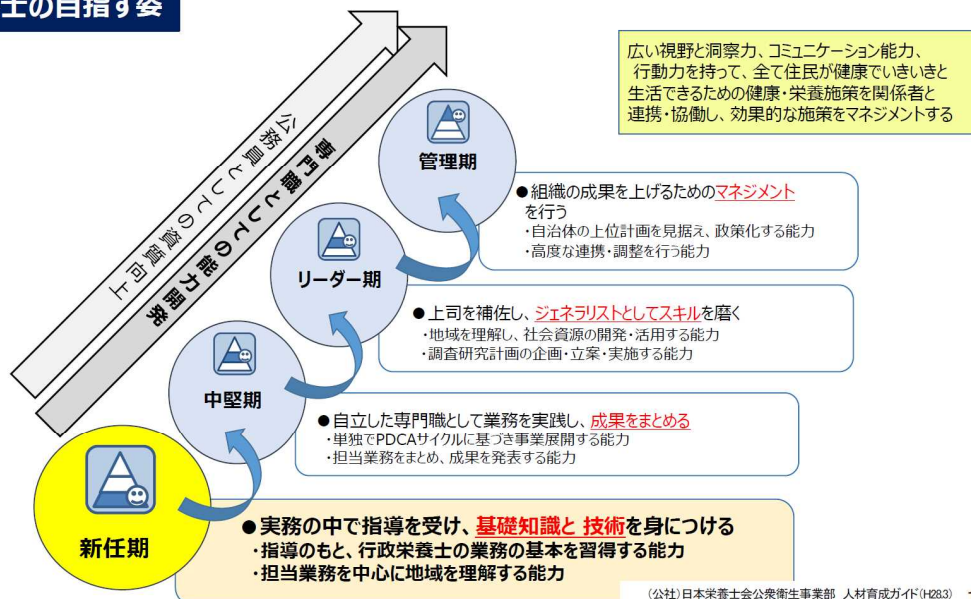 士の目指す姿
広い視野と洞察力、コミュニケーション能力、
行動力を持って、全て住民が健康でいきいきと
生活できるための健康・栄養施策を関係者と
連携・協働し、効果的な施策をマネジメントする
公務員としての資質向上
専門職としての能力開発
管理期
●組織の成果を上げるためのマネジメント
を行う
・自治体の上位計画を見据え、政策化する能力
・高度な連携・調整を行う能力
リーダー期
●上司を補佐し、ジェネラリストとしてスキルを磨く
・地域を理解し、社会資源の開発・活用する能力
・調査研究計画の企画・立案・実施する能力
中堅期
●自立した専門職として業務を実践し、成果をまとめる
・単独でPDCAサイクルに基づき事業展開する能力
・担当業務をまとめ、成果を発表する能力
新任期
●実務の中で指導を受け、基礎知識と 技術を身につける
・指導のもと、行政栄養士の業務の基本を習得する能力
・担当業務を中心に地域を理解する能力
(公社)日本栄養士会公衆衛生事業部 人材育成ガイド(H28.3)